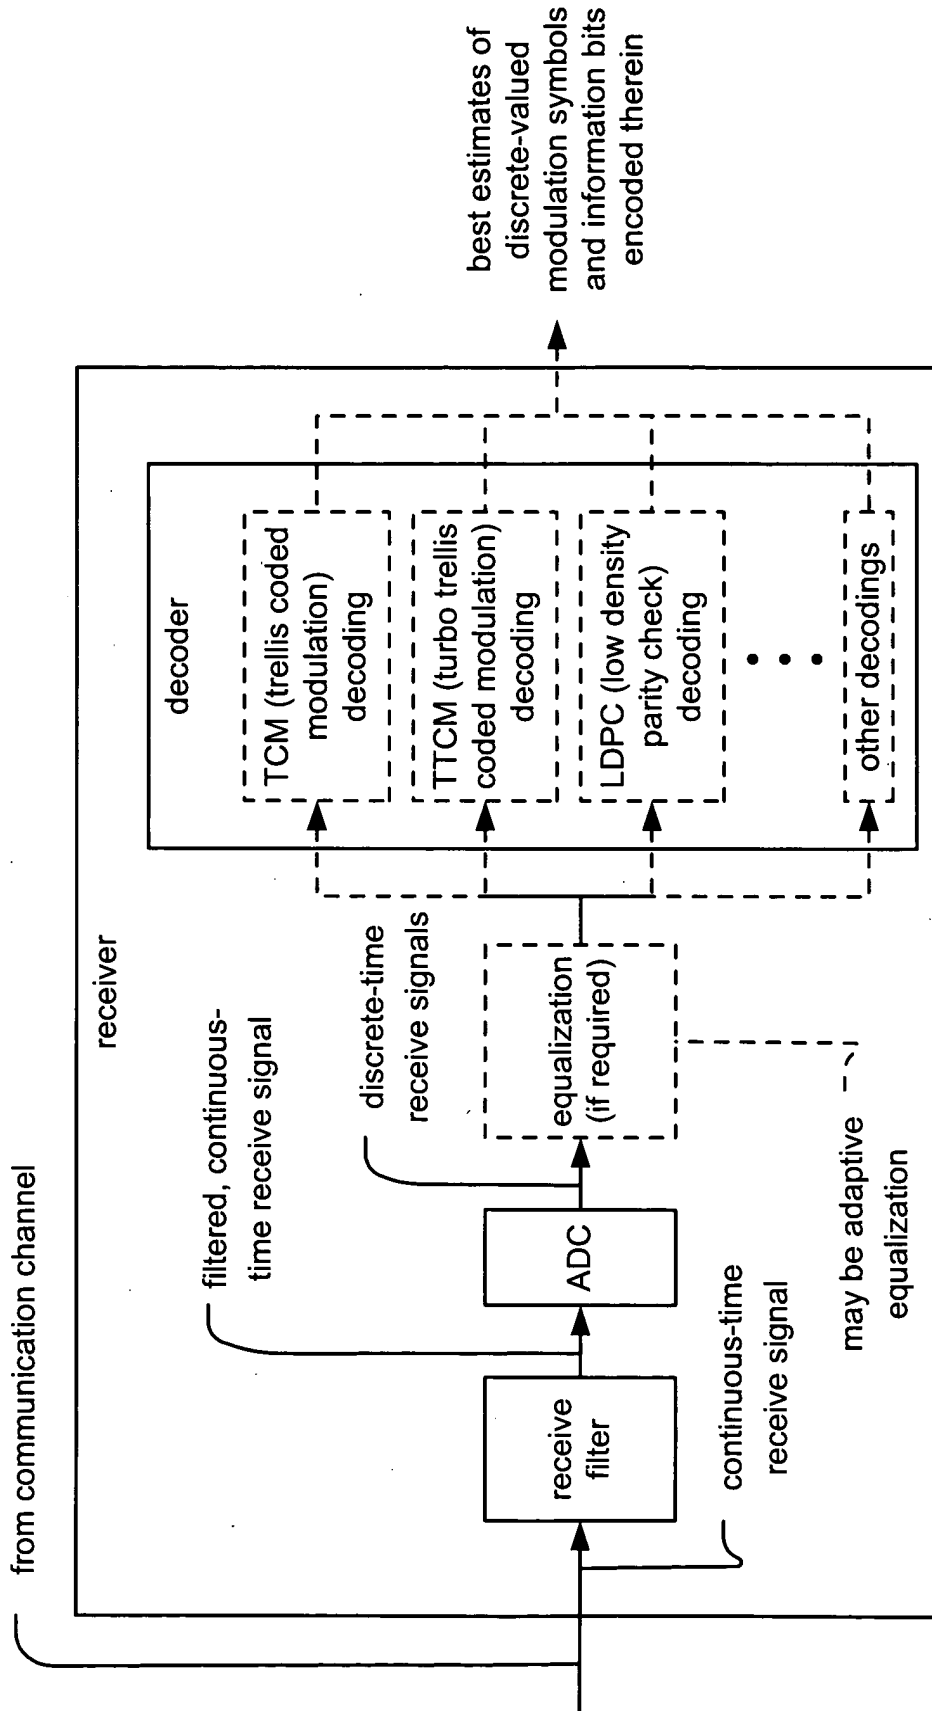 from communication channel
receiver
filtered, continuous-
time receive signal
discrete-time
receive signals
receive
filter
ADC
equalization
(if required)
continuous-time
receive signal
may be adaptive
equalization
decoder
TCM (trellis coded
modulation)
decoding
TTCM (turbo trellis
coded modulation)
decoding
LDPC (low density
parity check)
decoding
other decodings
best estimates of
discrete-valued
modulation symbols
and information bits
encoded therein